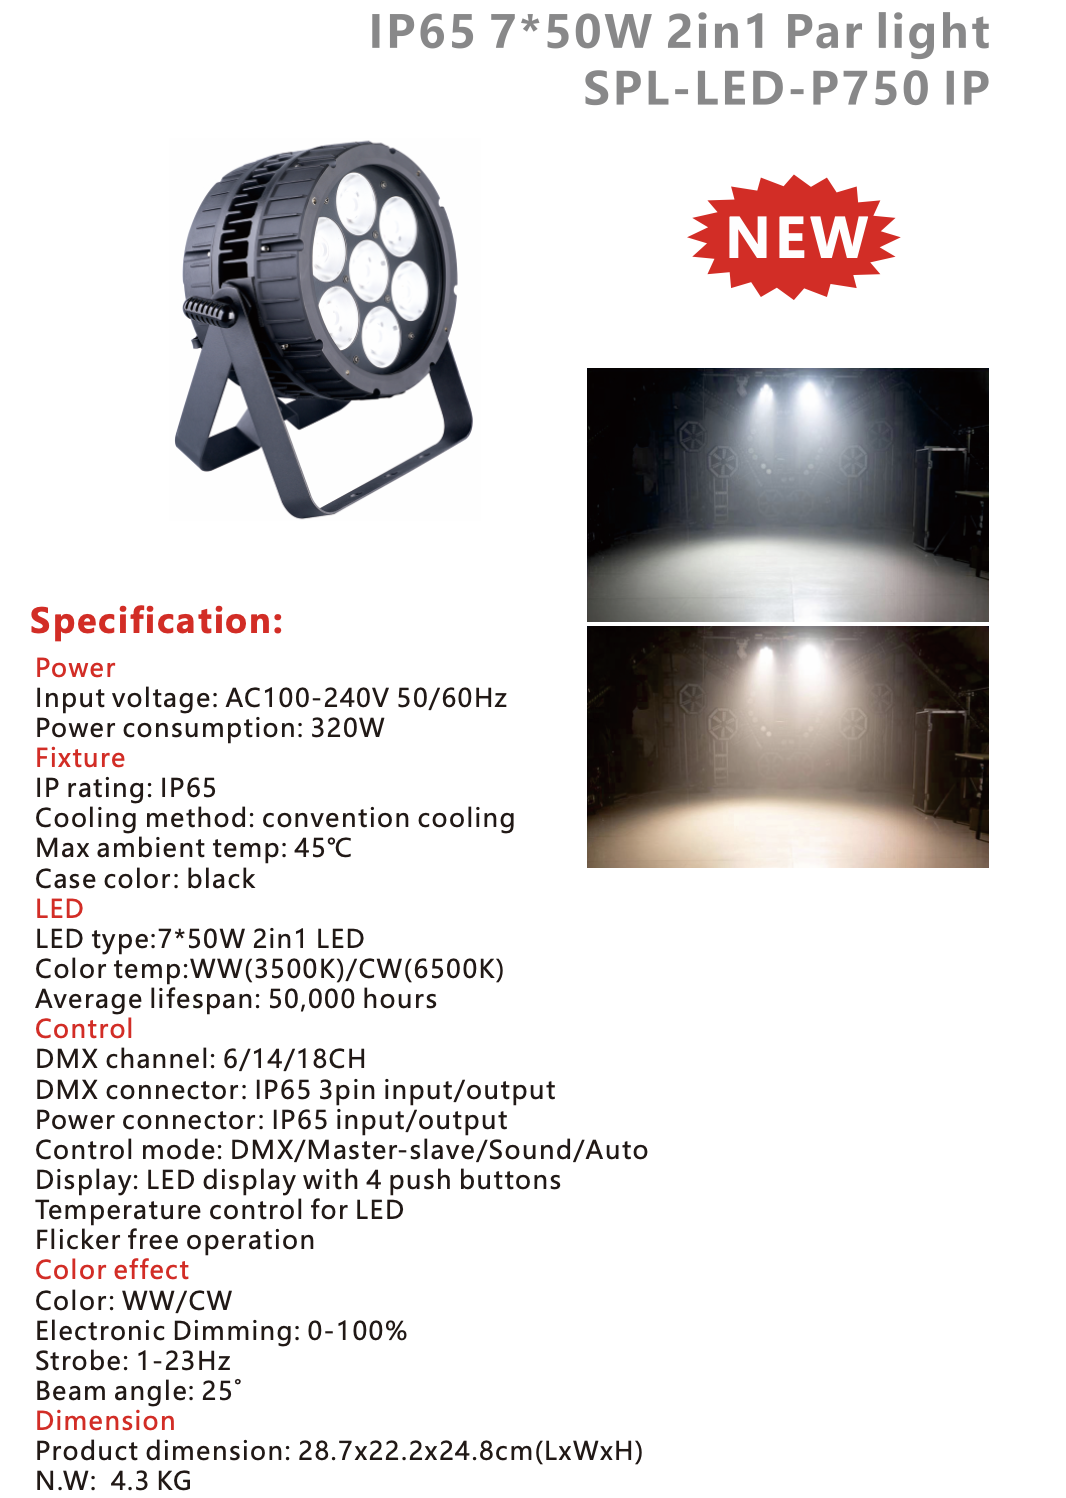 IP65 7*50W 2in1 Par light
SPL-LED-P750 IP
NEW
Specification:
Power
Input voltage: AC100-240V 50/60Hz
Power consumption: 320W
Fixture
IP rating: IP65
Cooling method: convention cooling
Max ambient temp: 45℃
Case color: black
LED
LED type:7*50W 2in1 LED
Color temp:WW(3500K)/CW(6500K)
Average lifespan: 50,000 hours
Control
DMX channel: 6/14/18CH
DMX connector: IP65 3pin input/output
Power connector: IP65 input/output
Control mode: DMX/Master-slave/Sound/Auto
Display: LED display with 4 push buttons
Temperature control for LED
Flicker free operation
Color effect
Color: WW/CW
Electronic Dimming: 0-100%
Strobe: 1-23Hz
Beam angle: 25°
Dimension
Product dimension: 28.7x22.2x24.8cm(LxWxH)
N.W: 4.3 KG